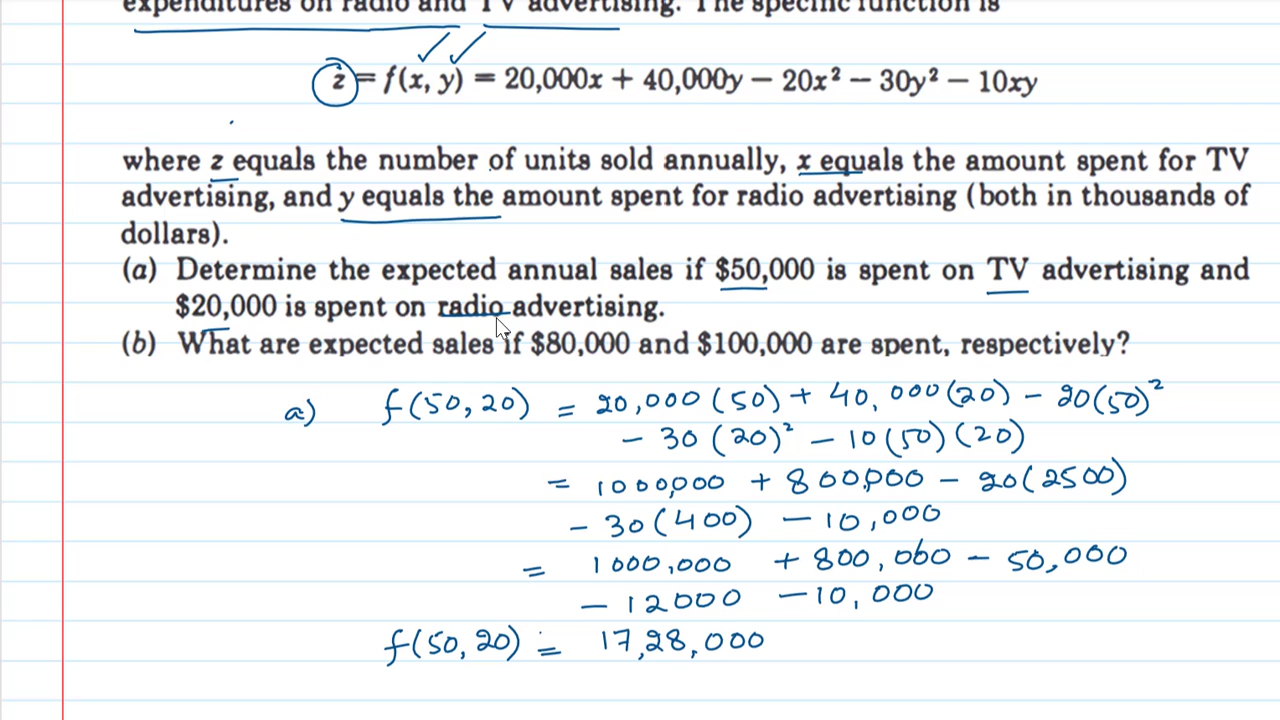 expenditures on radio and TV advertising. The specific function is
z = f(x, y) = 20,000x + 40,000y − 20x² − 30y² − 10xy
where z equals the number of units sold annually, x equals the amount spent for TV
advertising, and y equals the amount spent for radio advertising (both in thousands of
dollars).
(a) Determine the expected annual sales if $50,000 is spent on TV advertising and
$20,000 is spent on radio advertising.
(b) What are expected sales if $80,000 and $100,000 are spent, respectively?
a) f(50,20) = 20,000(50) + 40,000(20) − 20(50)²
− 30(20)² − 10(50)(20)
= 1000,000 + 800,000 − 20(2500)
− 30(400) − 10,000
= 1000,000 + 800,000 − 50,000
− 12000 − 10,000
f(50,20) = 17,28,000